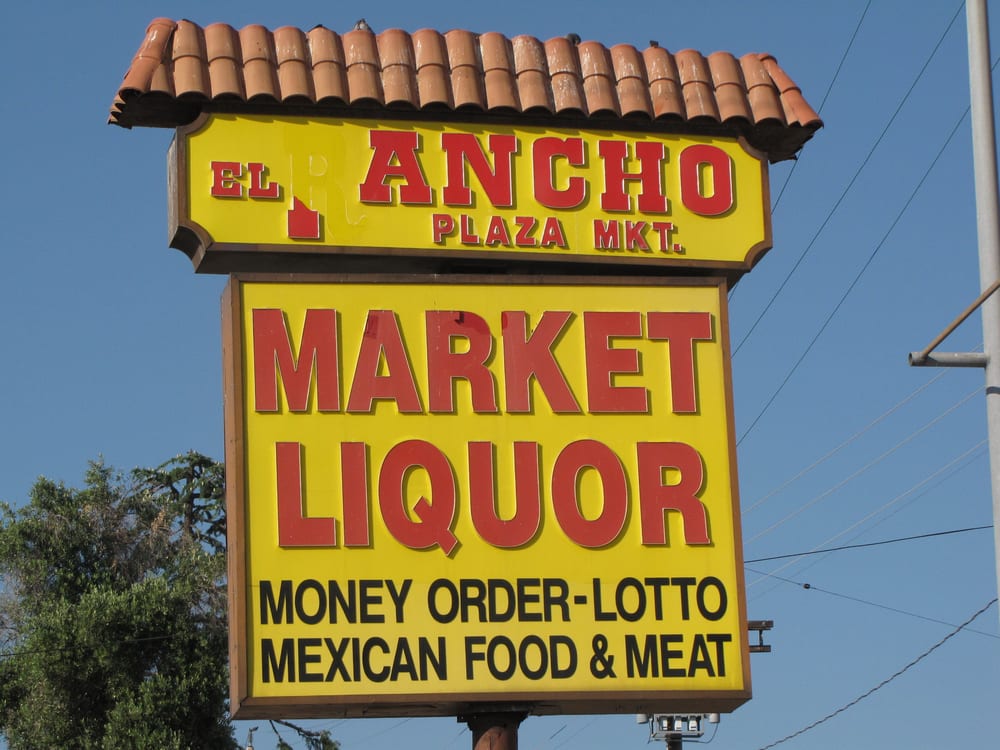 EL RANCHO
PLAZA MKT.
MARKET
LIQUOR
MONEY ORDER-LOTTO
MEXICAN FOOD & MEAT